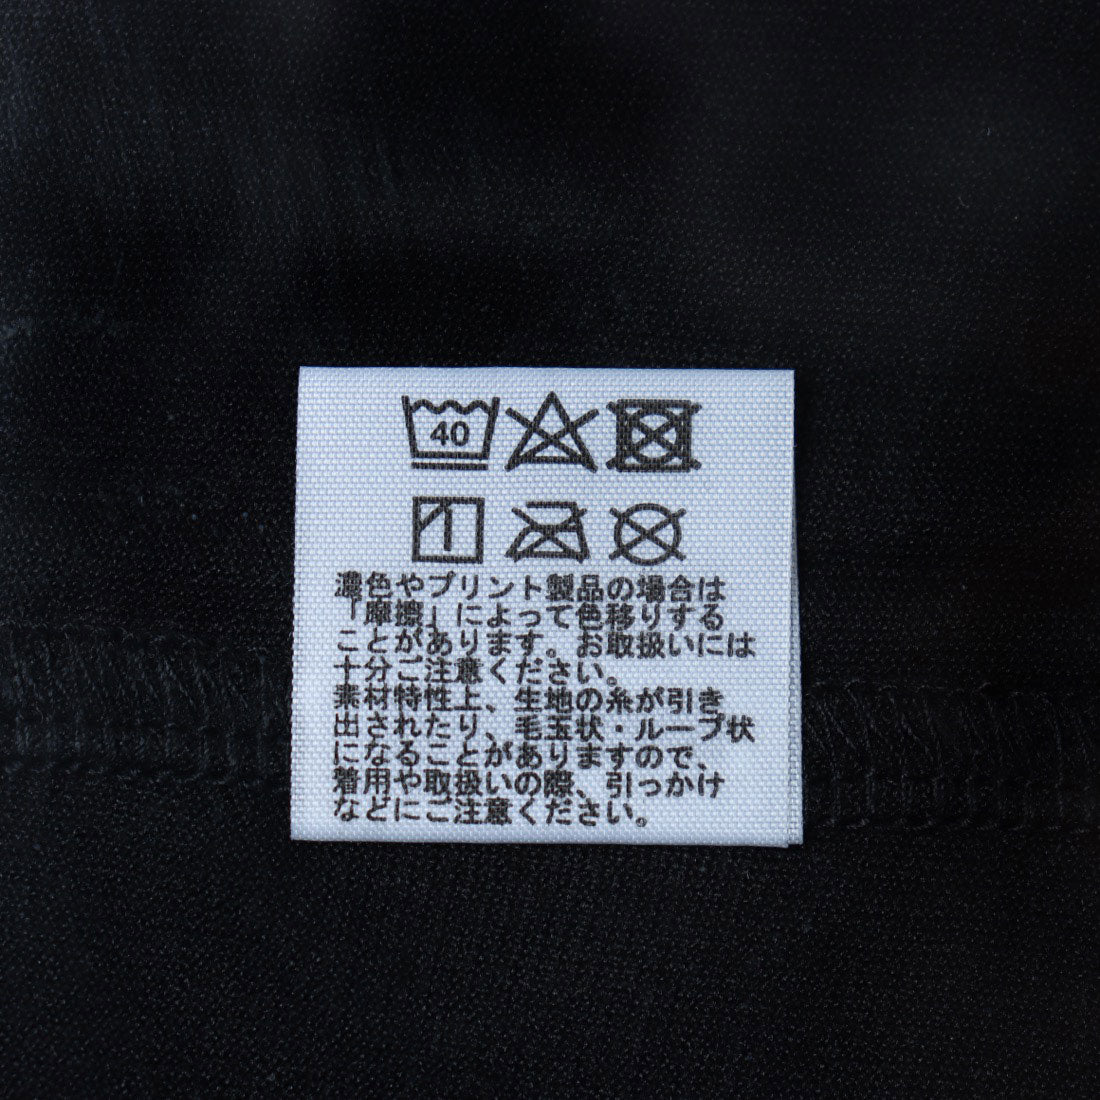 40
濃色やプリント製品の場合は
「摩擦」によって色移りする
ことがあります。お取扱いには
十分ご注意ください。
素材特性上、生地の糸が引き
出されたり、毛玉状・ループ状
になることがありますので、
着用や取扱いの際、引っかけ
などにご注意ください。